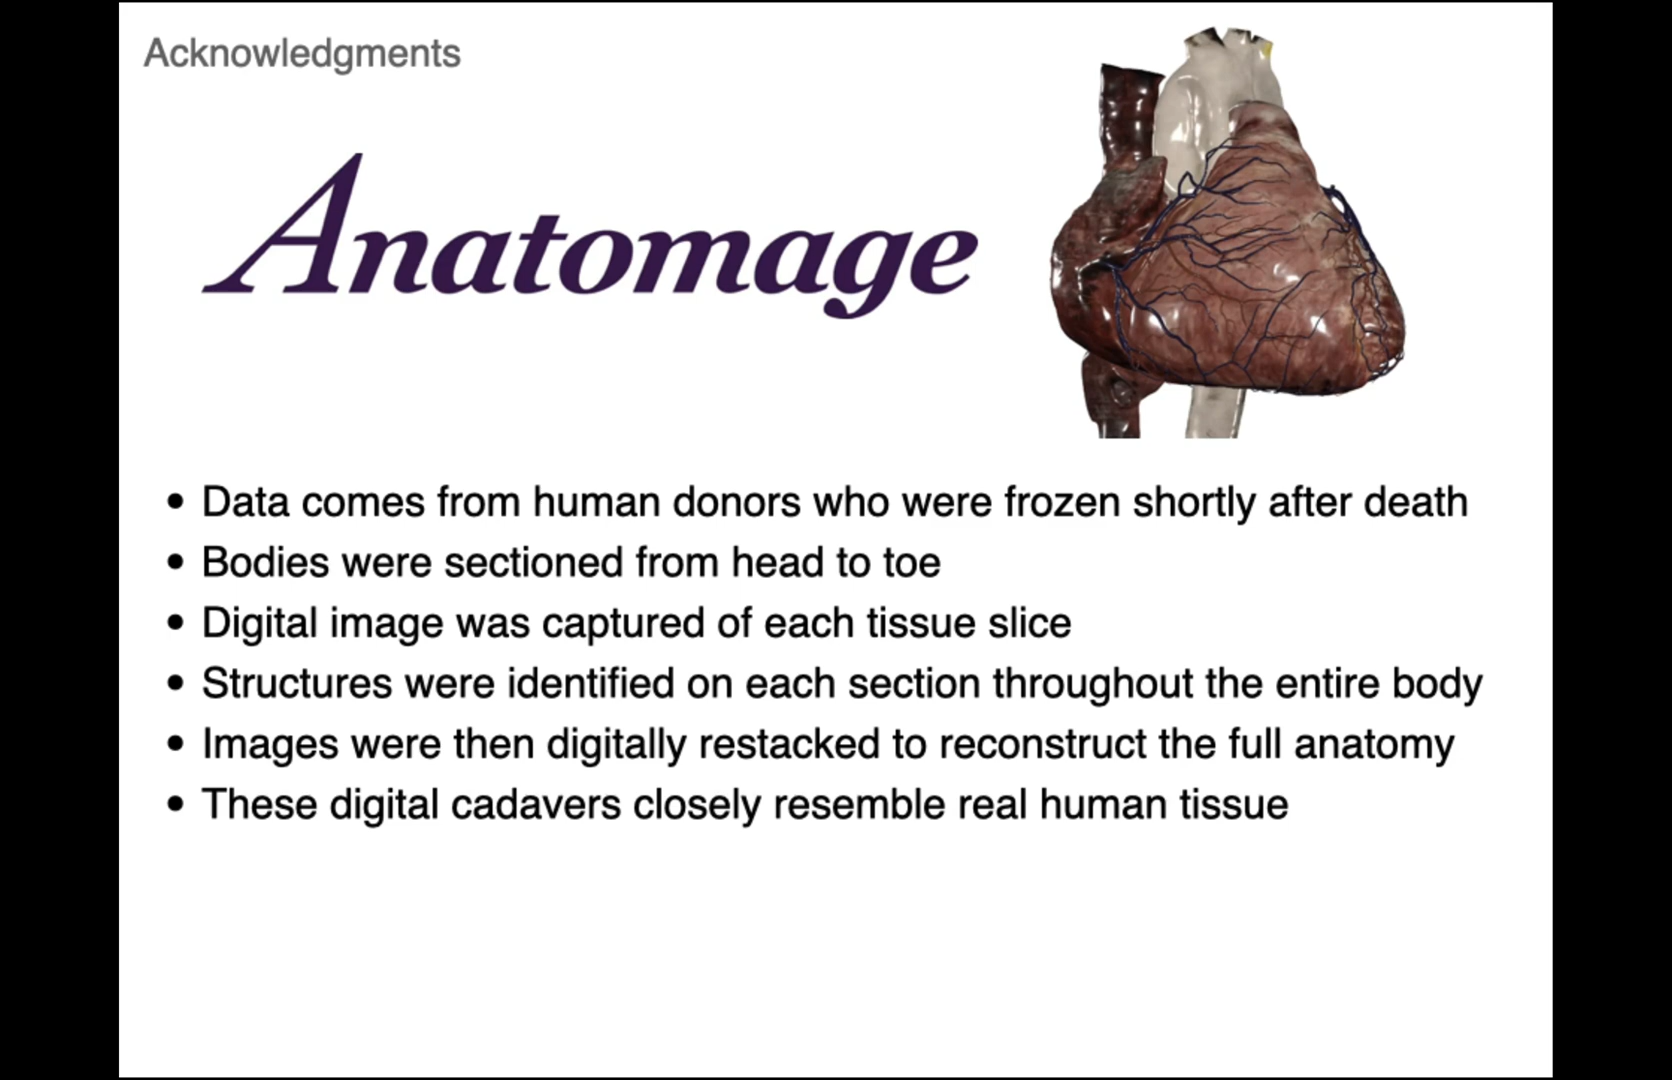 Acknowledgments
Anatomage
• Data comes from human donors who were frozen shortly after death
• Bodies were sectioned from head to toe
• Digital image was captured of each tissue slice
• Structures were identified on each section throughout the entire body
• Images were then digitally restacked to reconstruct the full anatomy
• These digital cadavers closely resemble real human tissue